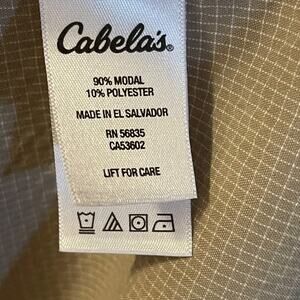 Cabela's®
90% MODAL
10% POLYESTER
MADE IN EL SALVADOR
RN 56835
CA53602
LIFT FOR CARE